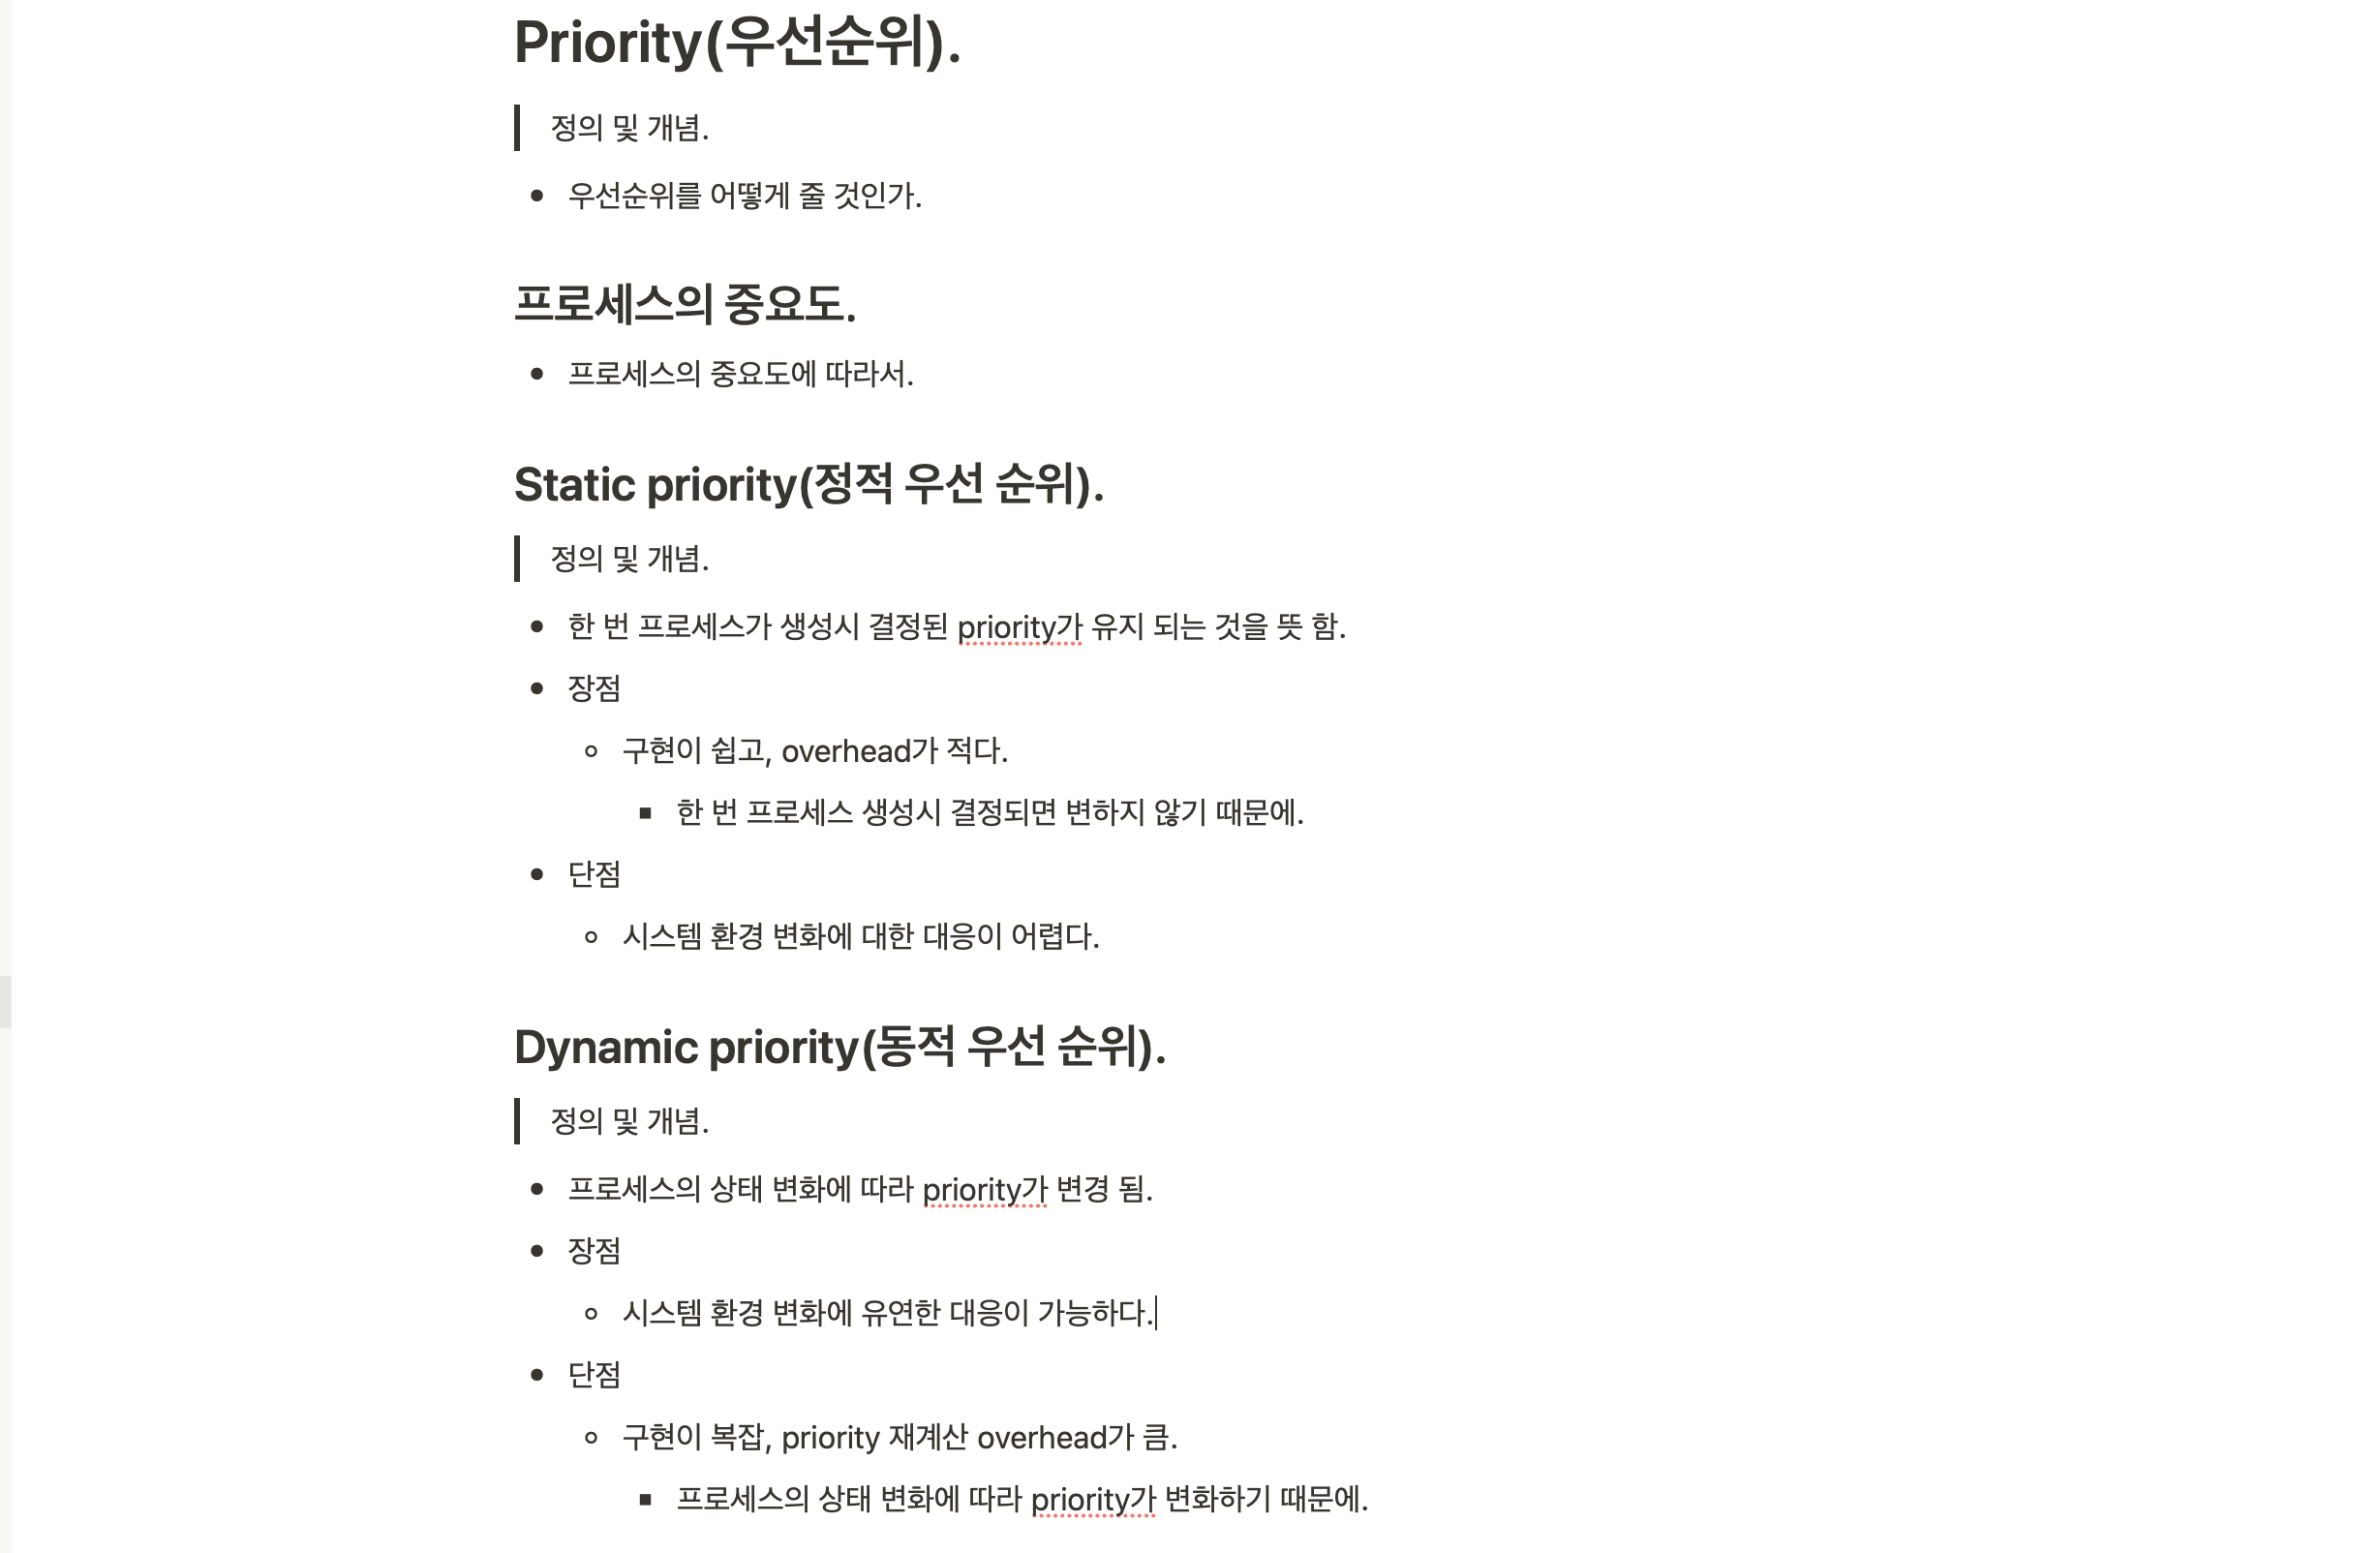 Priority(우선순위).
정의 및 개념.
우선순위를 어떻게 줄 것인가.
프로세스의 중요도.
프로세스의 중요도에 따라서.
Static priority(정적 우선 순위).
정의 및 개념.
한 번 프로세스가 생성시 결정된 priority가 유지 되는 것을 뜻 함.
장점
구현이 쉽고, overhead가 적다.
한 번 프로세스 생성시 결정되면 변하지 않기 때문에.
단점
시스템 환경 변화에 대한 대응이 어렵다.
Dynamic priority(동적 우선 순위).
정의 및 개념.
프로세스의 상태 변화에 따라 priority가 변경 됨.
장점
시스템 환경 변화에 유연한 대응이 가능하다.
단점
구현이 복잡, priority 재계산 overhead가 큼.
프로세스의 상태 변화에 따라 priority가 변화하기 때문에.